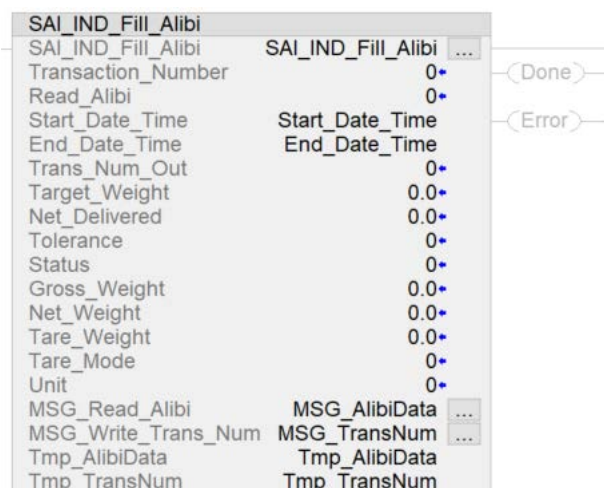 SAI_IND_Fill_Alibi
SAI_IND_Fill_Alibi SAI_IND_Fill_Alibi ...
Transaction_Number 0
Done
Read_Alibi 0
Start_Date_Time Start_Date_Time
Error
End_Date_Time End_Date_Time
Trans_Num_Out 0
Target_Weight 0.0
Net_Delivered 0.0
Tolerance 0
Status 0
Gross_Weight 0.0
Net_Weight 0.0
Tare_Weight 0.0
Tare_Mode 0
Unit 0
MSG_Read_Alibi MSG_AlibiData ...
MSG_Write_Trans_Num MSG_TransNum ...
Tmp_AlibiData Tmp_AlibiData
Tmp_TransNum Tmp_TransNum